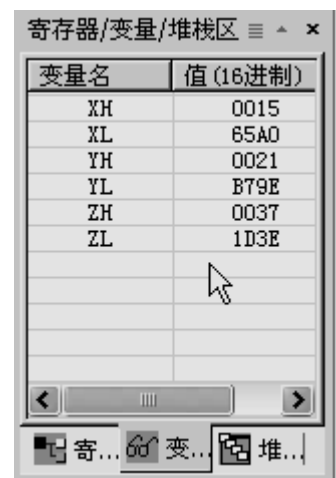 寄存器/变量/堆栈区
变量名 值(16进制)
XH 0015
XL 65A0
YH 0021
YL B79E
ZH 0037
ZL 1D3E
寄... 变... 堆...